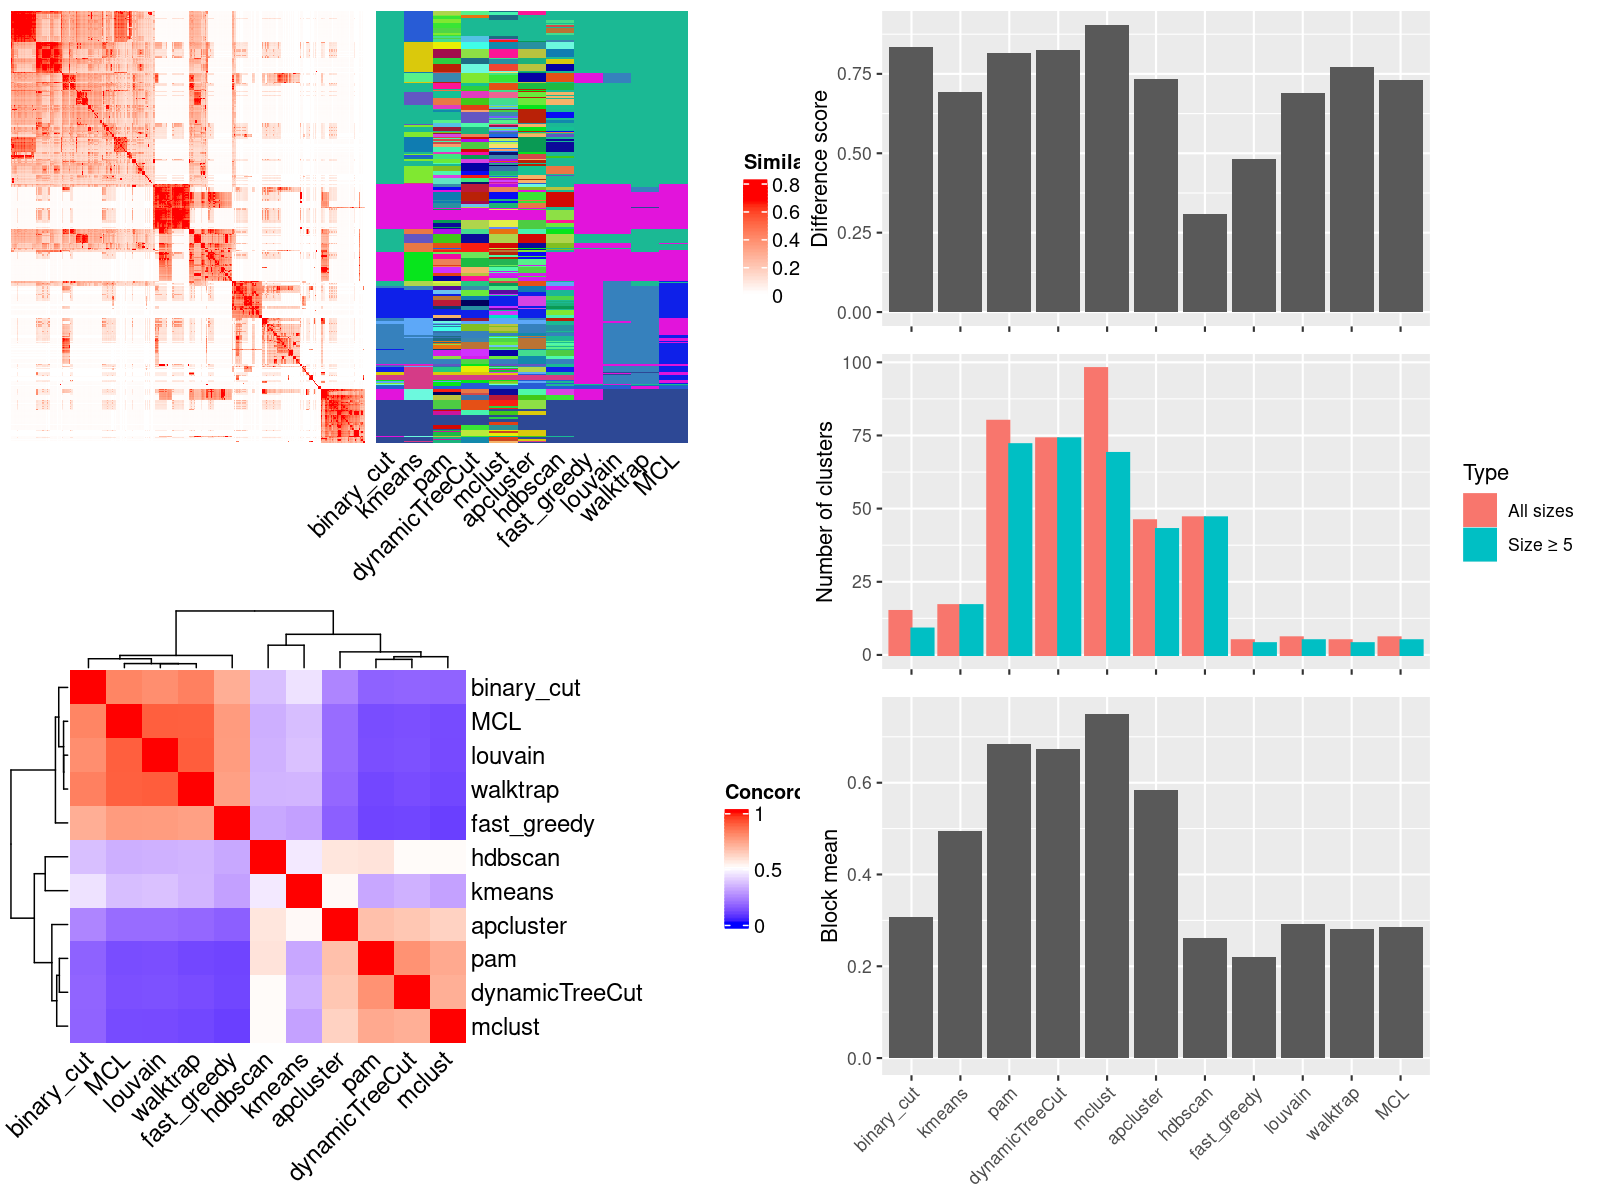 Simila
0.8
0.6
0.4
0.2
0
binary_cut
kmeans
pam
dynamicTreeCut
mclust
apcluster
hdbscan
fast_greedy
louvain
walktrap
MCL
binary_cut
MCL
louvain
walktrap
fast_greedy
hdbscan
kmeans
apcluster
pam
dynamicTreeCut
mclust
binary_cut
MCL
louvain
walktrap
fast_greedy
hdbscan
kmeans
apcluster
pam
dynamicTreeCut
mclust
Concord
1
0.5
0
Difference score
0.75
0.50
0.25
0.00
Number of clusters
100
75
50
25
0
Type
All sizes
Size ≥ 5
Block mean
0.6
0.4
0.2
0.0
binary_cut
kmeans
pam
dynamicTreeCut
mclust
apcluster
hdbscan
fast_greedy
louvain
walktrap
MCL